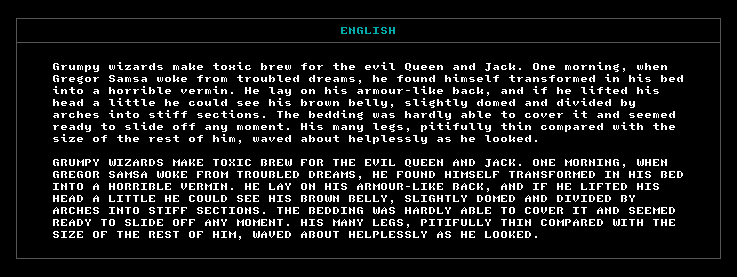 ENGLISH
Grumpy wizards make toxic brew for the evil Queen and Jack. One morning, when
Gregor Samsa woke from troubled dreams, he found himself transformed in his bed
into a horrible vermin. He lay on his armour-like back, and if he lifted his
head a little he could see his brown belly, slightly domed and divided by
arches into stiff sections. The bedding was hardly able to cover it and seemed
ready to slide off any moment. His many legs, pitifully thin compared with the
size of the rest of him, waved about helplessly as he looked.
GRUMPY WIZARDS MAKE TOXIC BREW FOR THE EVIL QUEEN AND JACK. ONE MORNING, WHEN
GREGOR SAMSA WOKE FROM TROUBLED DREAMS, HE FOUND HIMSELF TRANSFORMED IN HIS BED
INTO A HORRIBLE VERMIN. HE LAY ON HIS ARMOUR-LIKE BACK, AND IF HE LIFTED HIS
HEAD A LITTLE HE COULD SEE HIS BROWN BELLY, SLIGHTLY DOMED AND DIVIDED BY
ARCHES INTO STIFF SECTIONS. THE BEDDING WAS HARDLY ABLE TO COVER IT AND SEEMED
READY TO SLIDE OFF ANY MOMENT. HIS MANY LEGS, PITIFULLY THIN COMPARED WITH THE
SIZE OF THE REST OF HIM, WAVED ABOUT HELPLESSLY AS HE LOOKED.